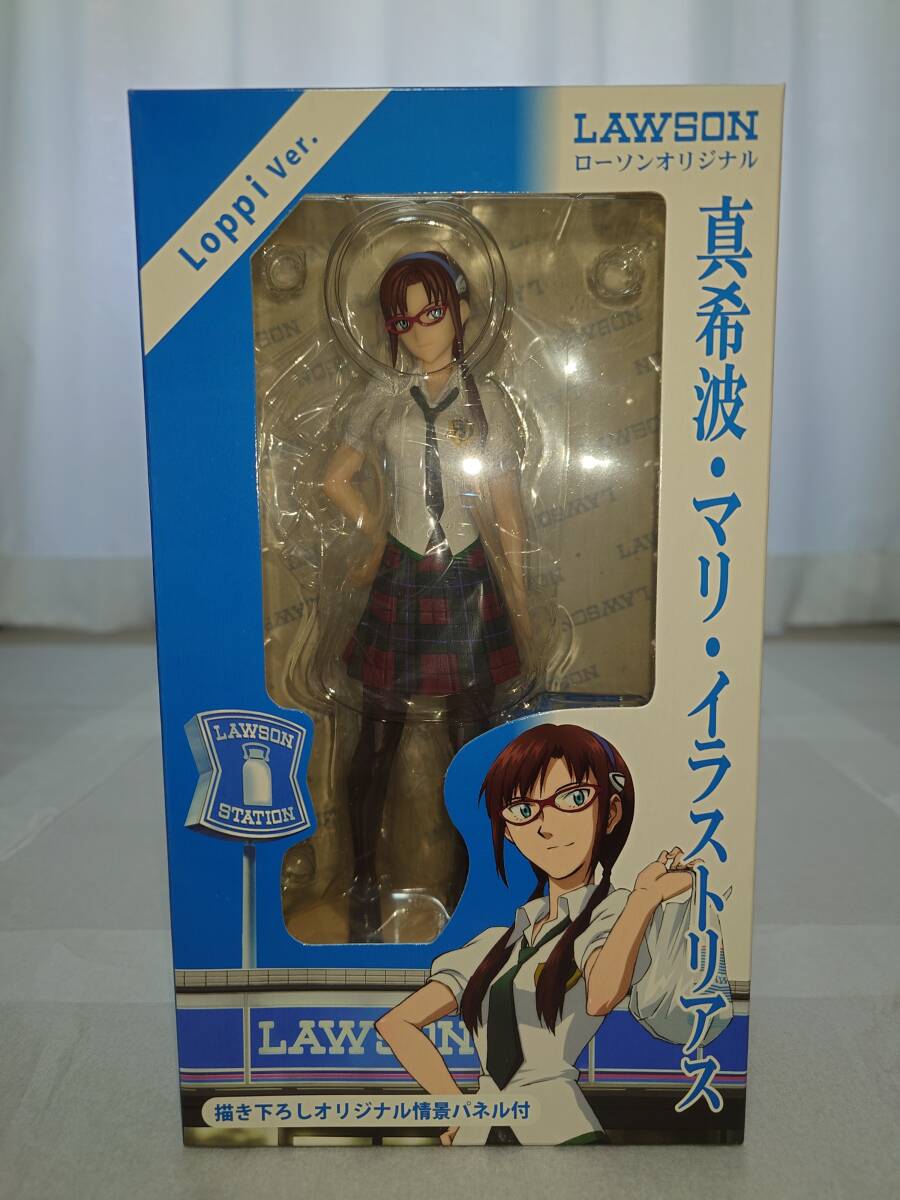 Loppi Ver.
LAWSON
ローソンオリジナル
真希波・マリ・イラストリアス
LAWSON
STATION
LAWSON
描き下ろしオリジナル情景パネル付